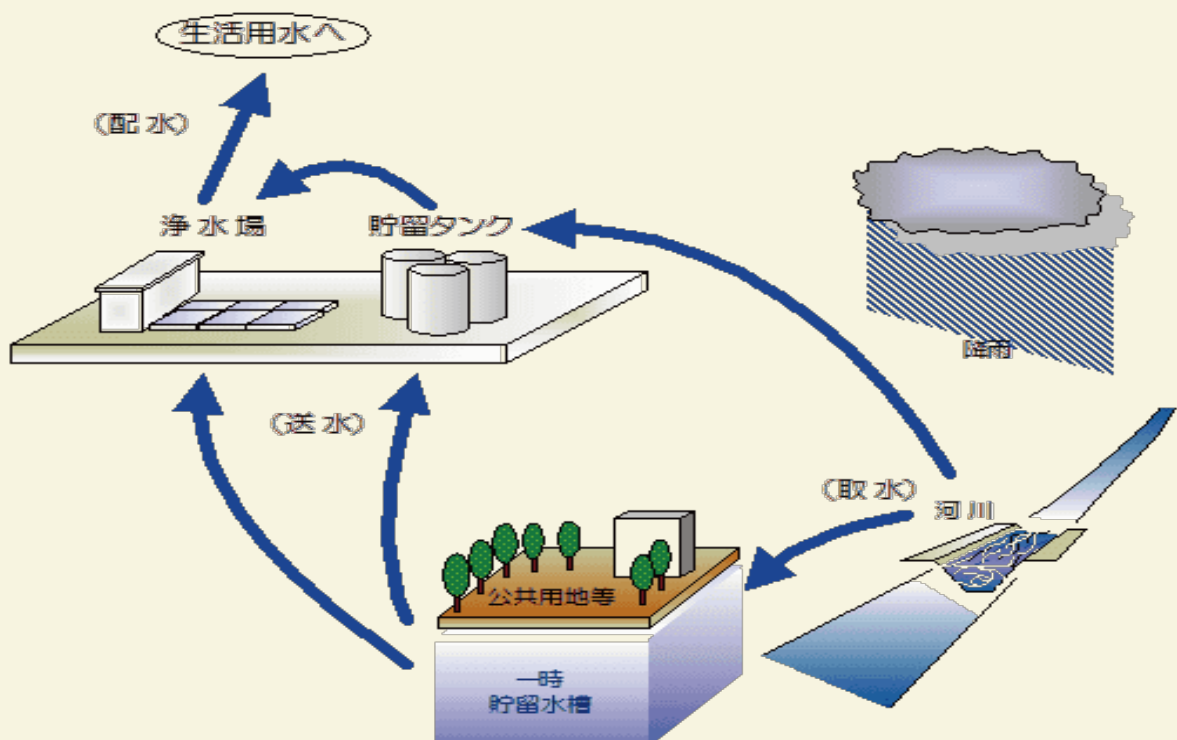 生活用水へ
(配水)
浄水場
貯留タンク
降雨
(送水)
(取水)
河川
公共用地等
一時
貯留水槽